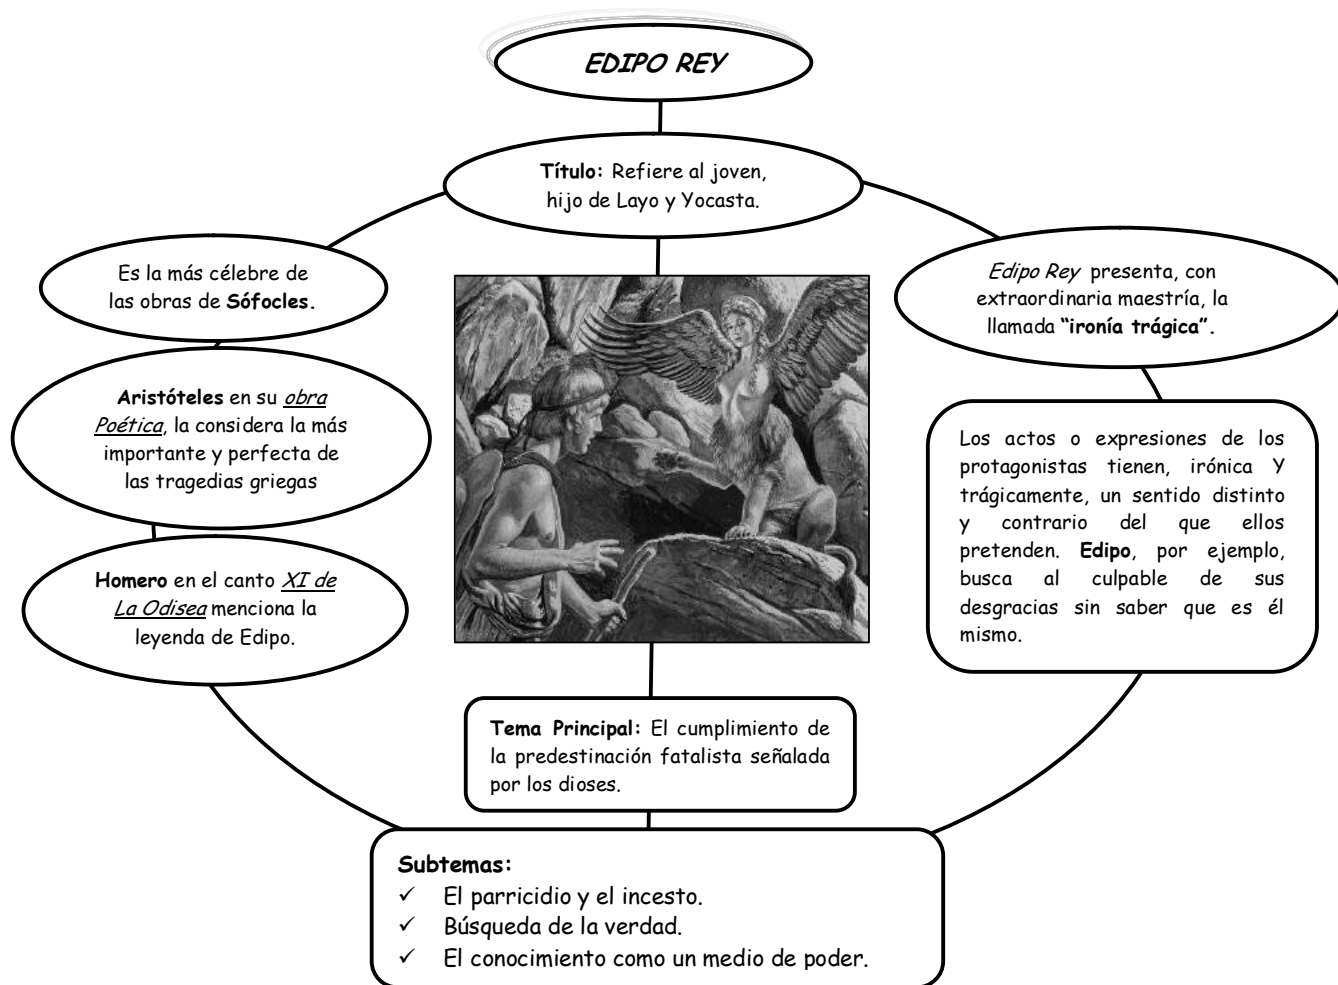 EDIPO REY
Título: Refiere al joven,
hijo de Layo y Yocasta.
Es la más célebre de
las obras de Sófocles.
Aristóteles en su obra
Poética, la considera la más
importante y perfecta de
las tragedias griegas
Homero en el canto XI de
La Odisea menciona la
leyenda de Edipo.
Edipo Rey presenta, con
extraordinaria maestría, la
llamada “ironía trágica”.
Los actos o expresiones de los
protagonistas tienen, irónica Y
trágicamente, un sentido distinto
y contrario del que ellos
pretenden. Edipo, por ejemplo,
busca al culpable de sus
desgracias sin saber que es él
mismo.
Tema Principal: El cumplimiento de
la predestinación fatalista señalada
por los dioses.
Subtemas:
✓ El parricidio y el incesto.
✓ Búsqueda de la verdad.
✓ El conocimiento como un medio de poder.